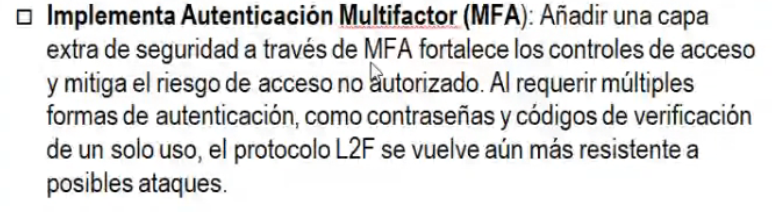 □ Implementa Autenticación Multifactor (MFA): Añadir una capa
extra de seguridad a través de MFA fortalece los controles de acceso
y mitiga el riesgo de acceso no autorizado. Al requerir múltiples
formas de autenticación, como contraseñas y códigos de verificación
de un solo uso, el protocolo L2F se vuelve aún más resistente a
posibles ataques.